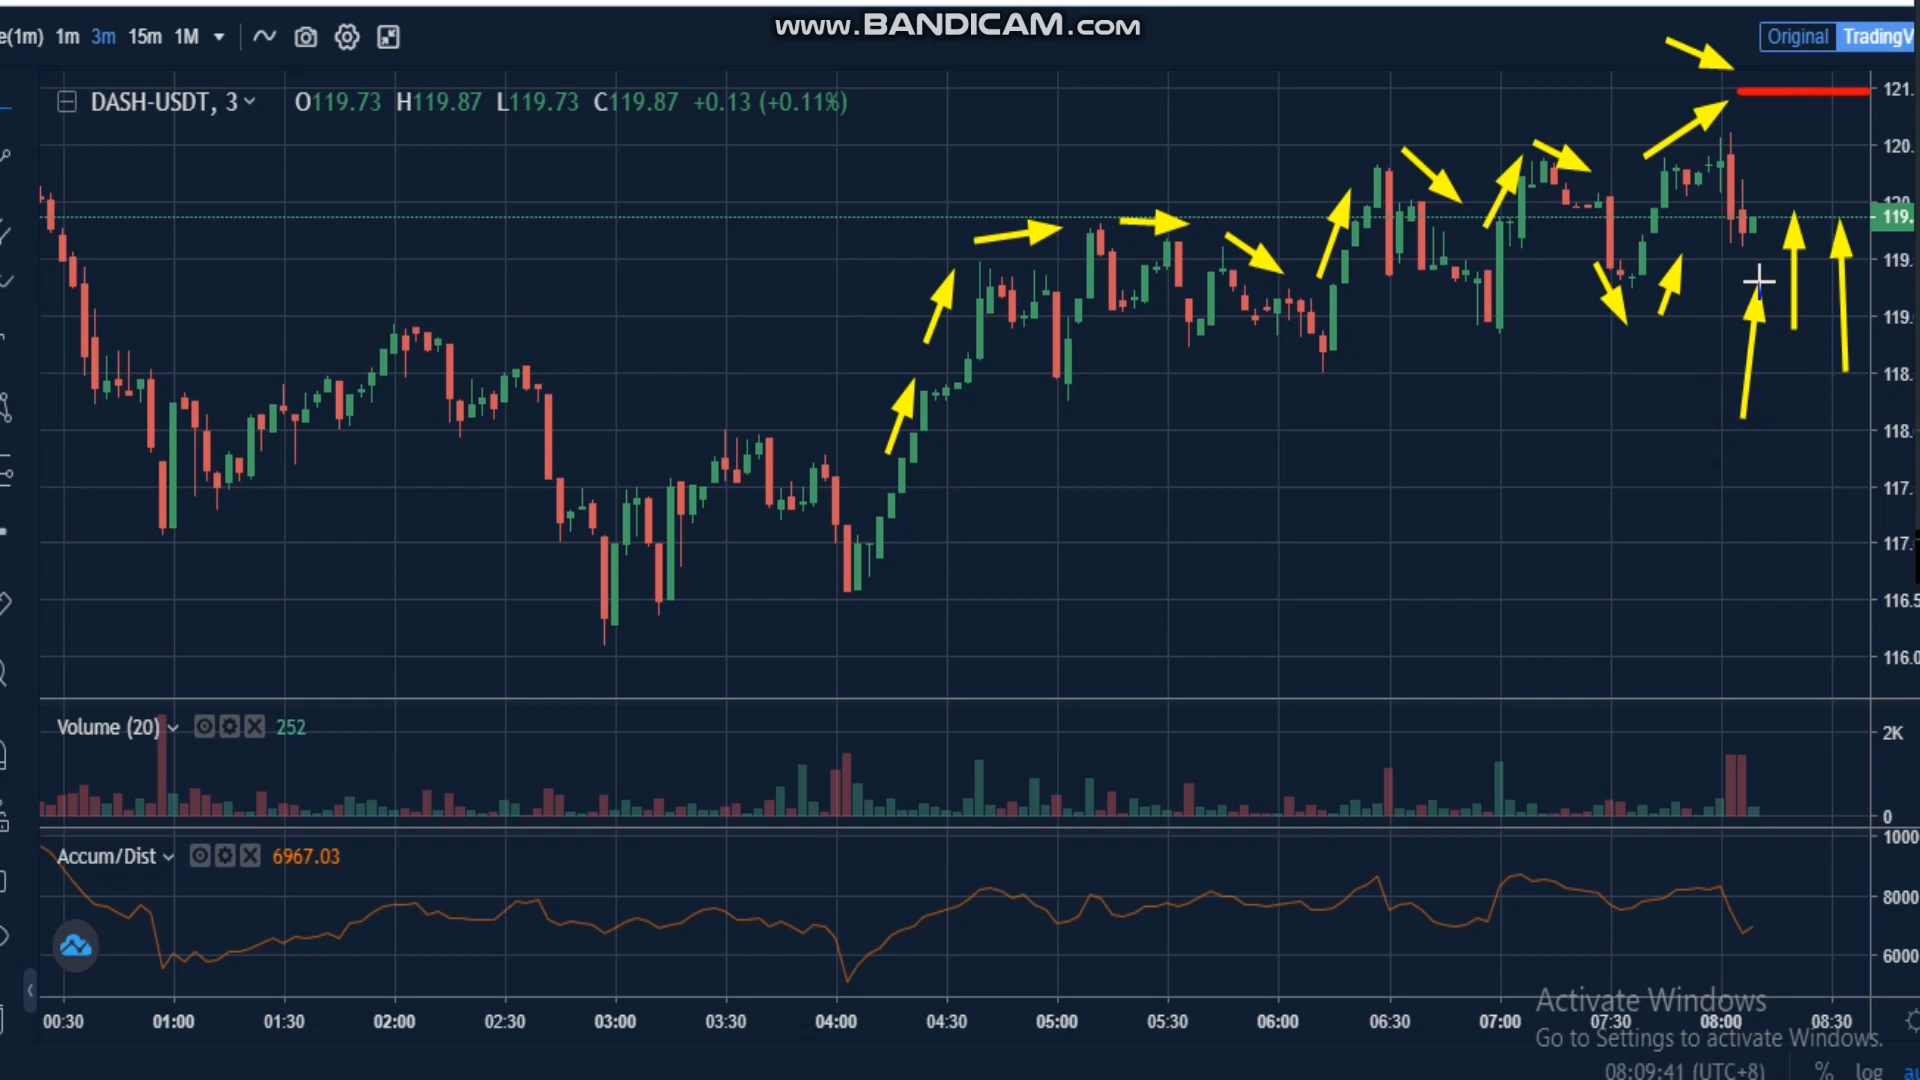 www.BANDICAM.com
e(1m) 1m 3m 15m 1M
Original TradingV
DASH-USDT, 3 O119.73 H119.87 L119.73 C119.87 +0.13 (+0.11%)
121.
120.
120.
119.
119.
119.
118.
118.
117.
117.
116.5
116.0
Volume (20) 252
2K
0
Accum/Dist 6967.03
1000
8000
6000
00:30 01:00 01:30 02:00 02:30 03:00 03:30 04:00 04:30 05:00 05:30 06:00 06:30 07:00 07:30 08:00 08:30
Activate Windows
Go to Settings to activate Windows.
08:09:41 (UTC+8) % log au